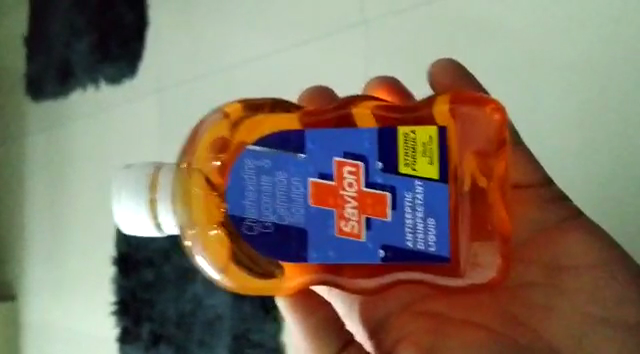 Chlorhexidine
Gluconate &
Cetrimide
Solution
Savlon
STRONG
FORMULA
ANTISEPTIC
DISINFECTANT
LIQUID